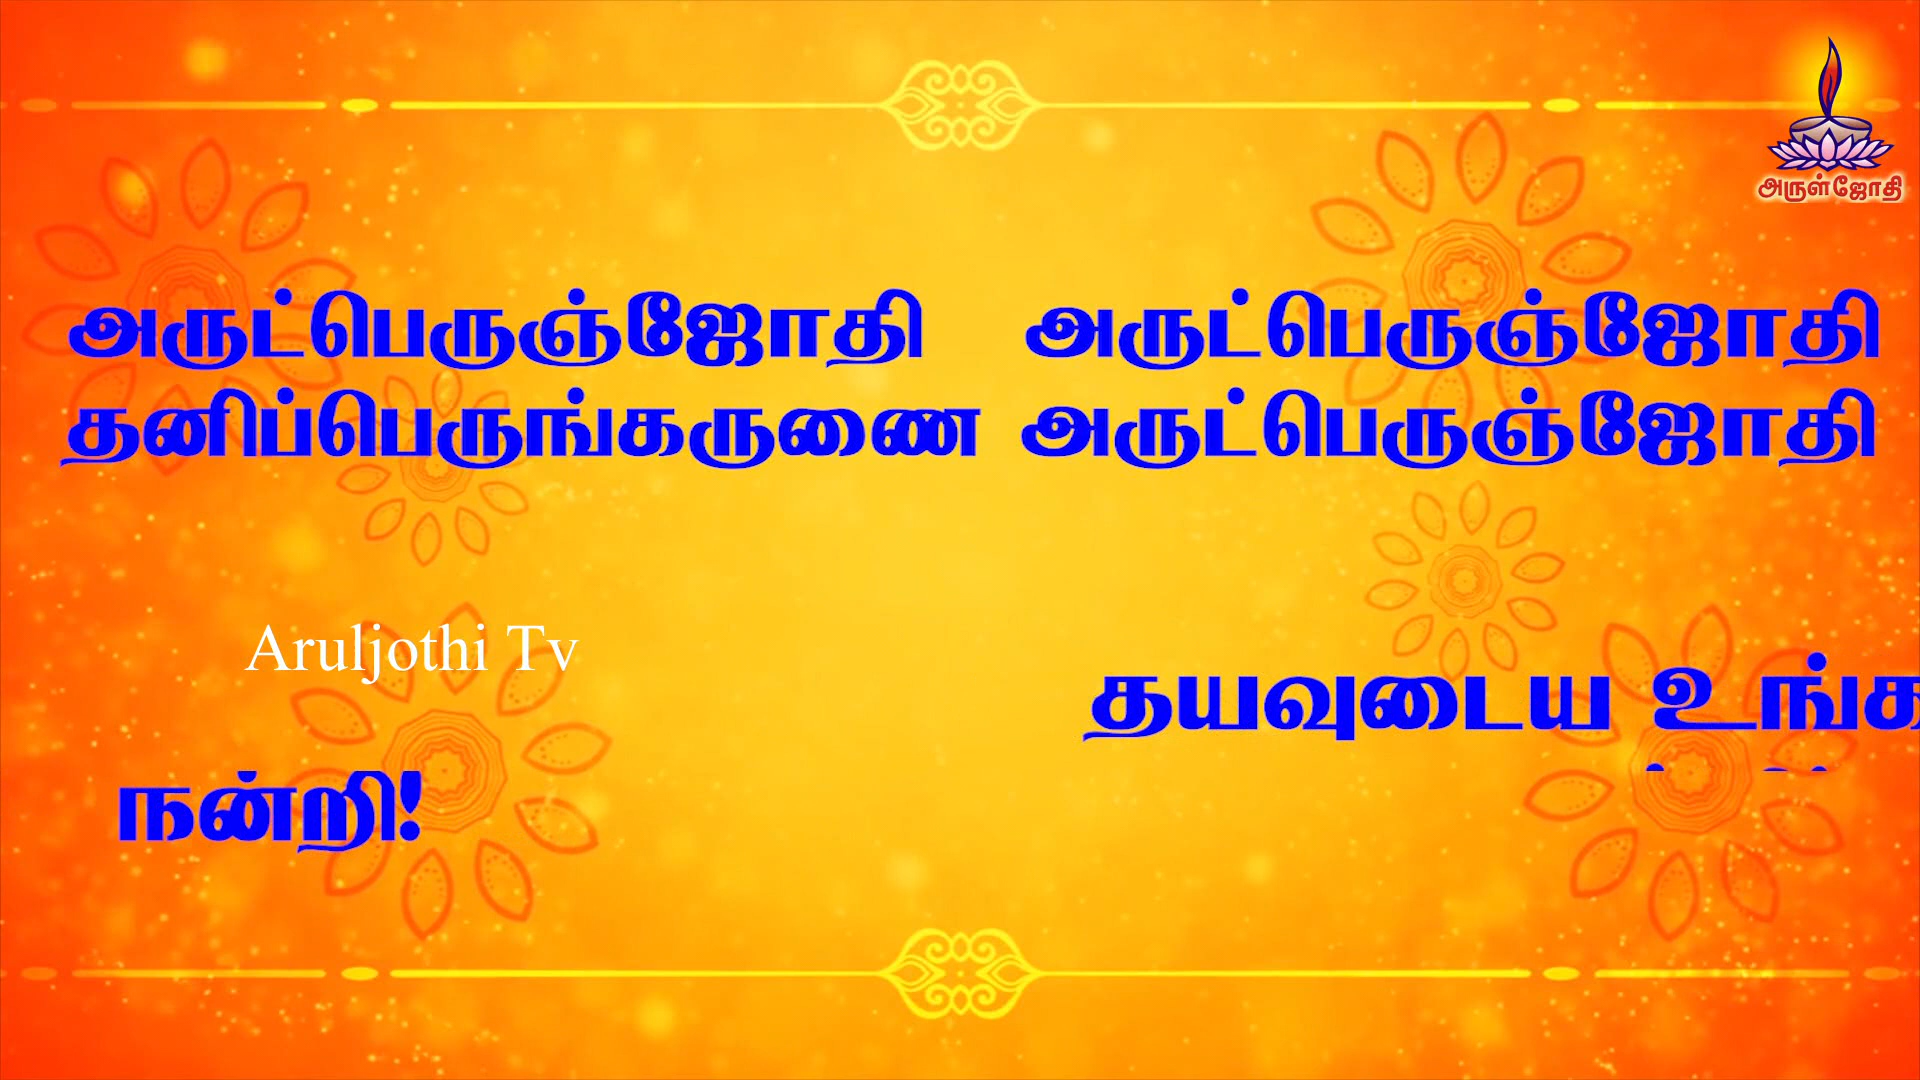 அருள்ஜோதி
அருட்பெருஞ்ஜோதி அருட்பெருஞ்ஜோதி
தனிப்பெருங்கருணை அருட்பெருஞ்ஜோதி
Aruljothi Tv
தயவுடைய
நன்றி!